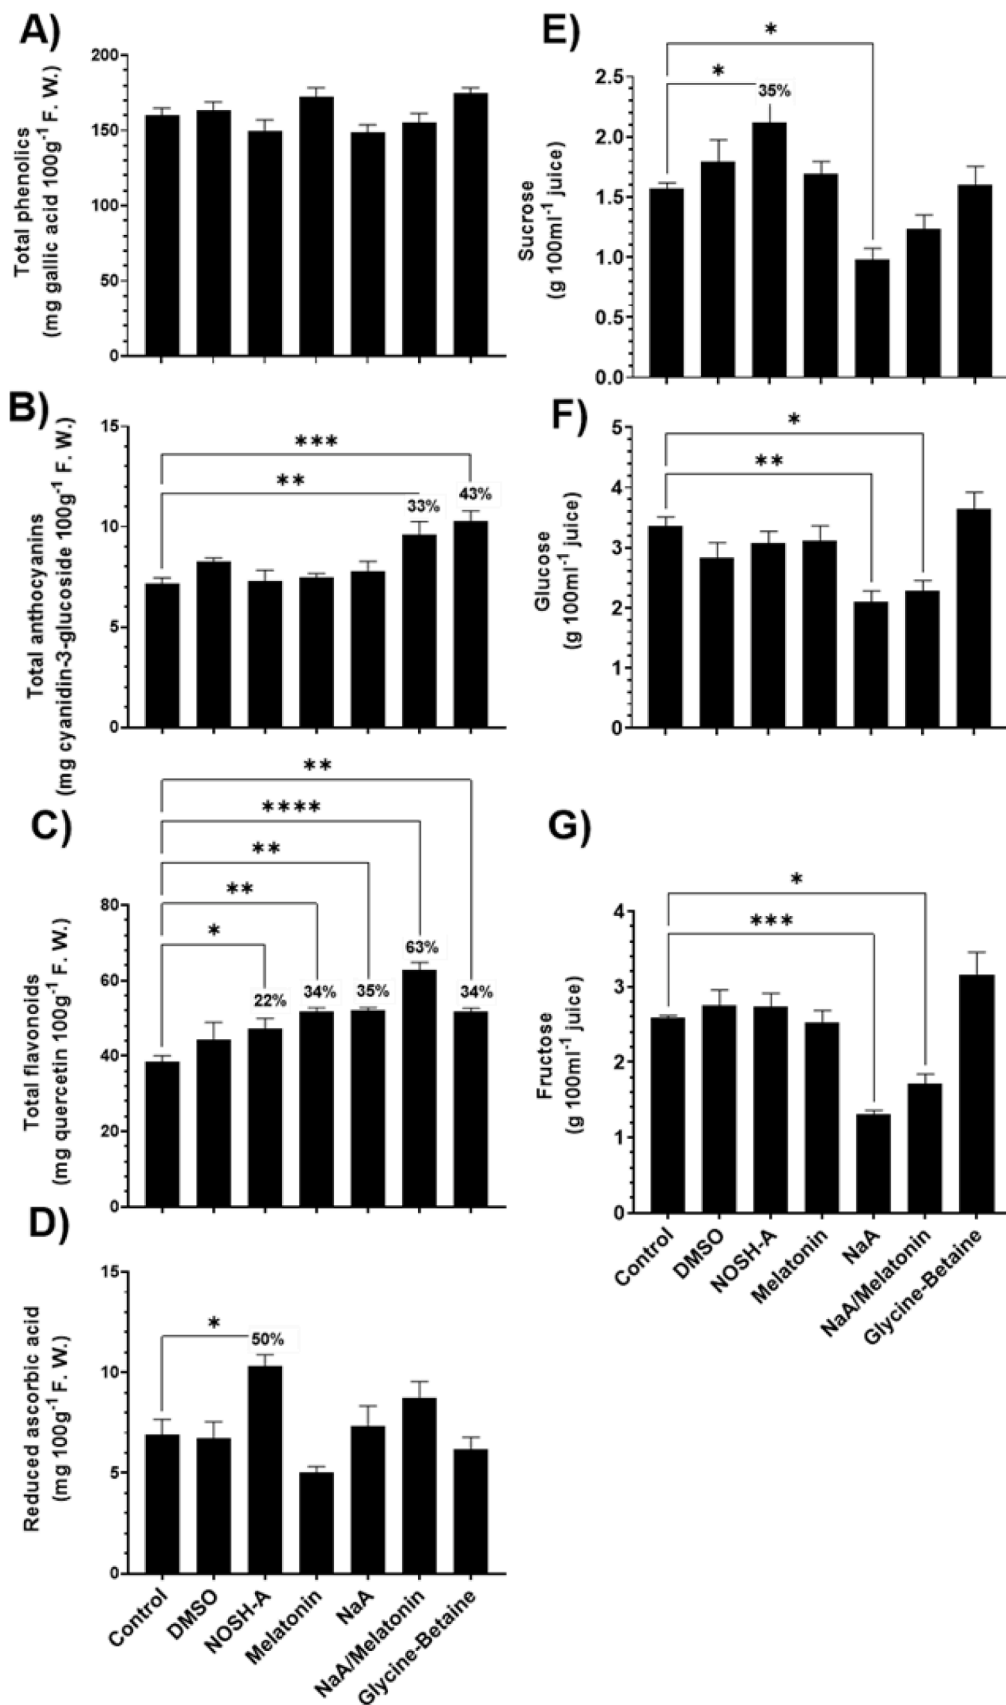 A)
Total phenolics
(mg gallic acid 100g⁻¹ F. W.)
200
150
100
50
0
B)
Total anthocyanins
(mg cyanidin-3-glucoside 100g⁻¹ F. W.)
15
10
5
0
***
**
33%
43%
C)
Total flavonoids
(mg quercetin 100g⁻¹ F. W.)
80
60
40
20
0
**
****
**
**
*
22%
34%
35%
63%
34%
D)
Reduced ascorbic acid
(mg 100g⁻¹ F. W.)
15
10
5
0
*
50%
Control
DMSO
NOSH-A
Melatonin
NaA
NaA/Melatonin
Glycine-Betaine
E)
Sucrose
(g 100ml⁻¹ juice)
2.5
2.0
1.5
1.0
0.5
0.0
*
*
35%
F)
Glucose
(g 100ml⁻¹ juice)
5
4
3
2
1
0
*
**
G)
Fructose
(g 100ml⁻¹ juice)
4
3
2
1
0
*
***
Control
DMSO
NOSH-A
Melatonin
NaA
NaA/Melatonin
Glycine-Betaine